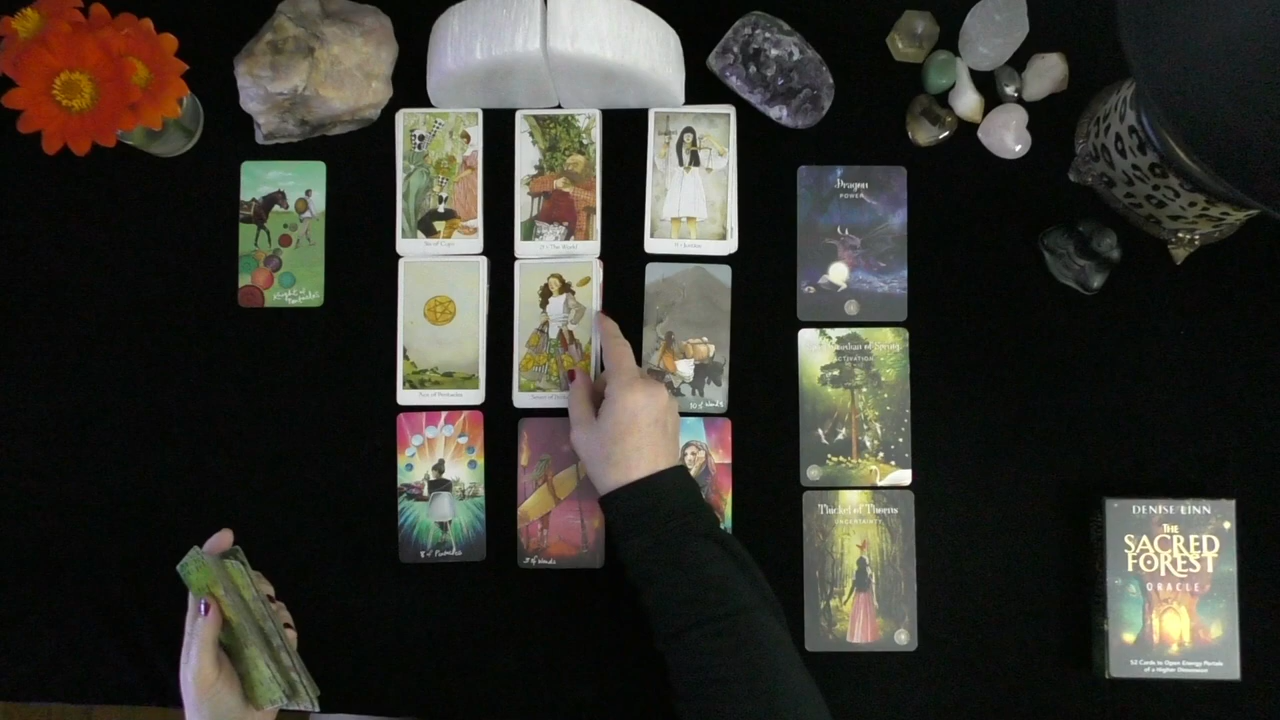 Six of Cups
21 • The World
11 • Justice
Knight of
Pentacles
Dragon
POWER
Ace of Pentacles
10 of Wands
Guardian of Spring
ACTIVATION
8 of Pentacles
3 of Wands
Thicket of Thorns
UNCERTAINTY
DENISE LINN
THE
SACRED
FOREST
ORACLE
52 Cards to Open Energy Portals
of a Higher Dimension